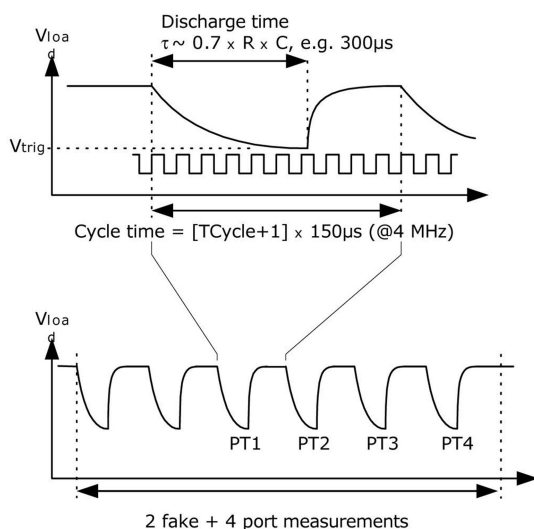 Discharge time
τ~ 0.7 x R x C, e.g. 300µs
Vloa
d
Vtrig
Cycle time = [TCycle+1] x 150µs (@4 MHz)
Vloa
d
PT1 PT2 PT3 PT4
2 fake + 4 port measurements